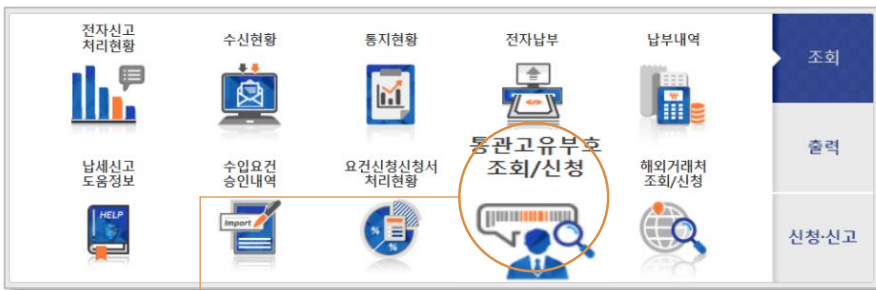 전자신고
처리현황
수신현황
통지현황
전자납부
납부내역
조회
납세신고
도움정보
수입요건
승인내역
요건신청신청서
처리현황
통관고유부호
조회/신청
해외거래처
조회/신청
출력
HELP
Import
%
%
신청·신고